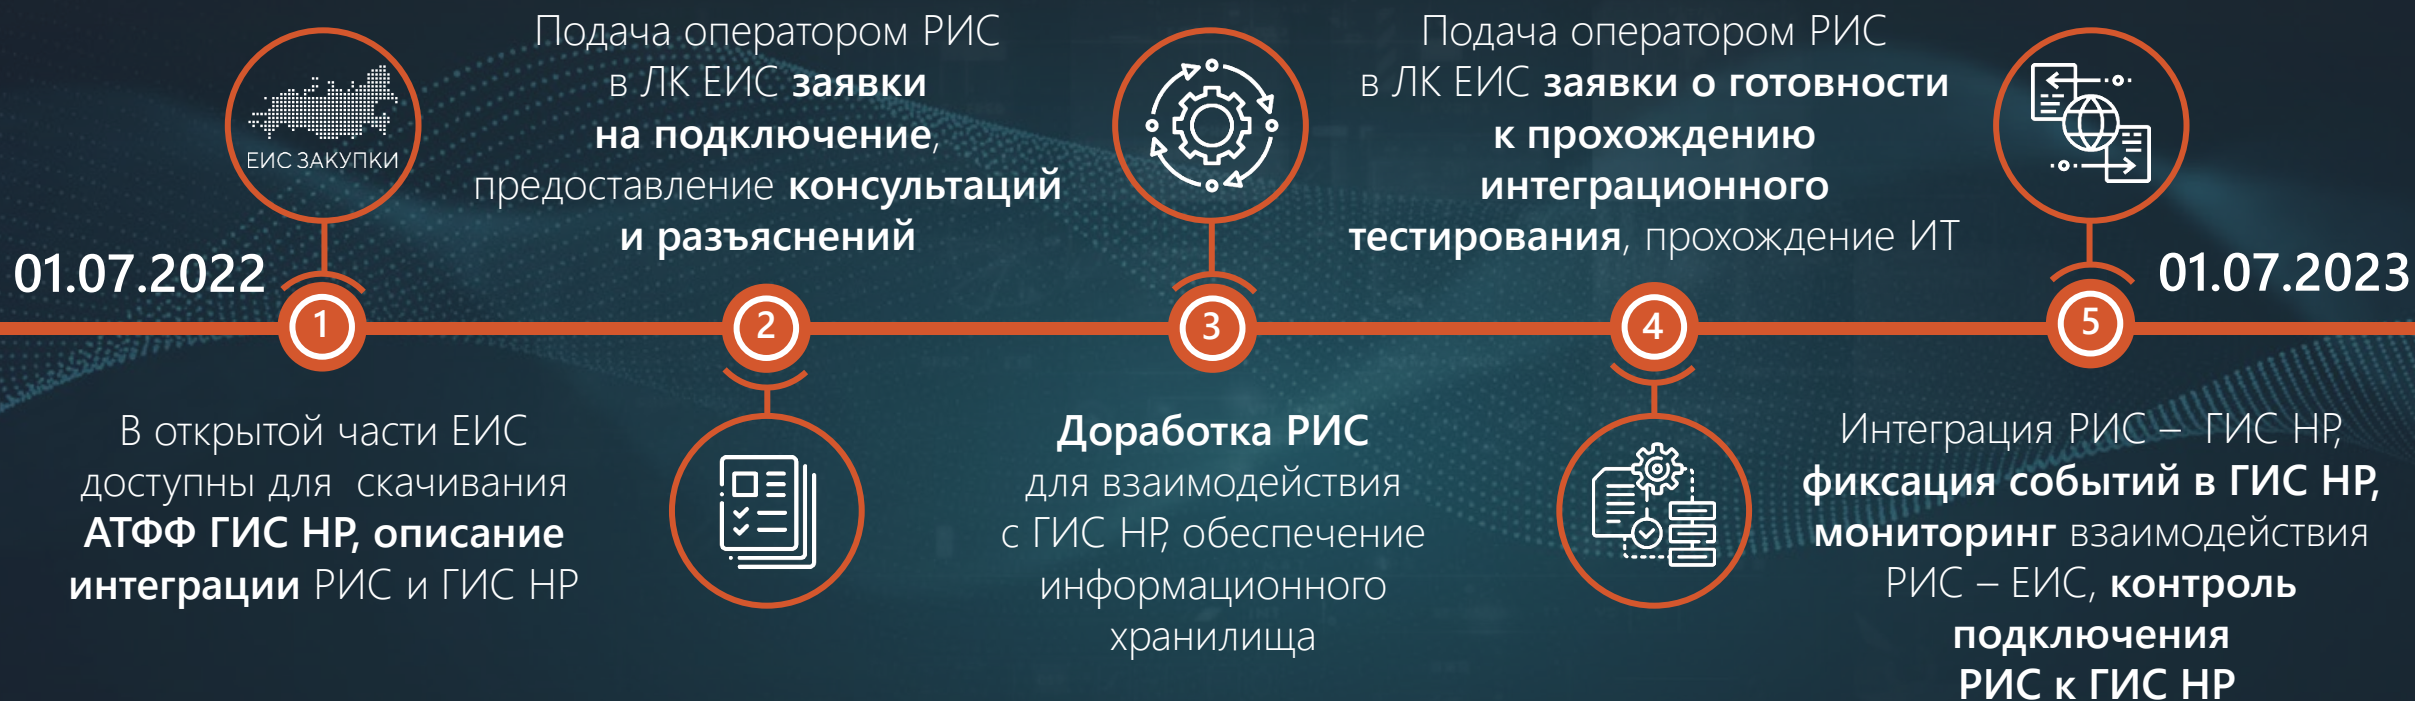 01.07.2022
ЕИС ЗАКУПКИ
1
В открытой части ЕИС
доступны для скачивания
АТФФ ГИС НР, описание
интеграции РИС и ГИС НР
Подача оператором РИС
в ЛК ЕИС заявки
на подключение,
предоставление консультаций
и разъяснений
2
3
Доработка РИС
для взаимодействия
с ГИС НР, обеспечение
информационного
хранилища
Подача оператором РИС
в ЛК ЕИС заявки о готовности
к прохождению
интеграционного
тестирования, прохождение ИТ
4
5
Интеграция РИС – ГИС НР,
фиксация событий в ГИС НР,
мониторинг взаимодействия
РИС – ЕИС, контроль
подключения
РИС к ГИС НР
01.07.2023